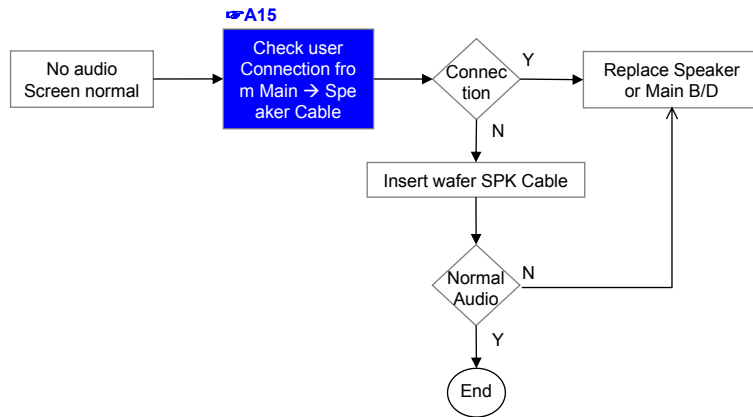 ☞A15
No audio
Screen normal
Check user
Connection fro
m Main → Spe
aker Cable
Connec
tion
Y
Replace Speaker
or Main B/D
N
Insert wafer SPK Cable
Normal
Audio
N
Y
End